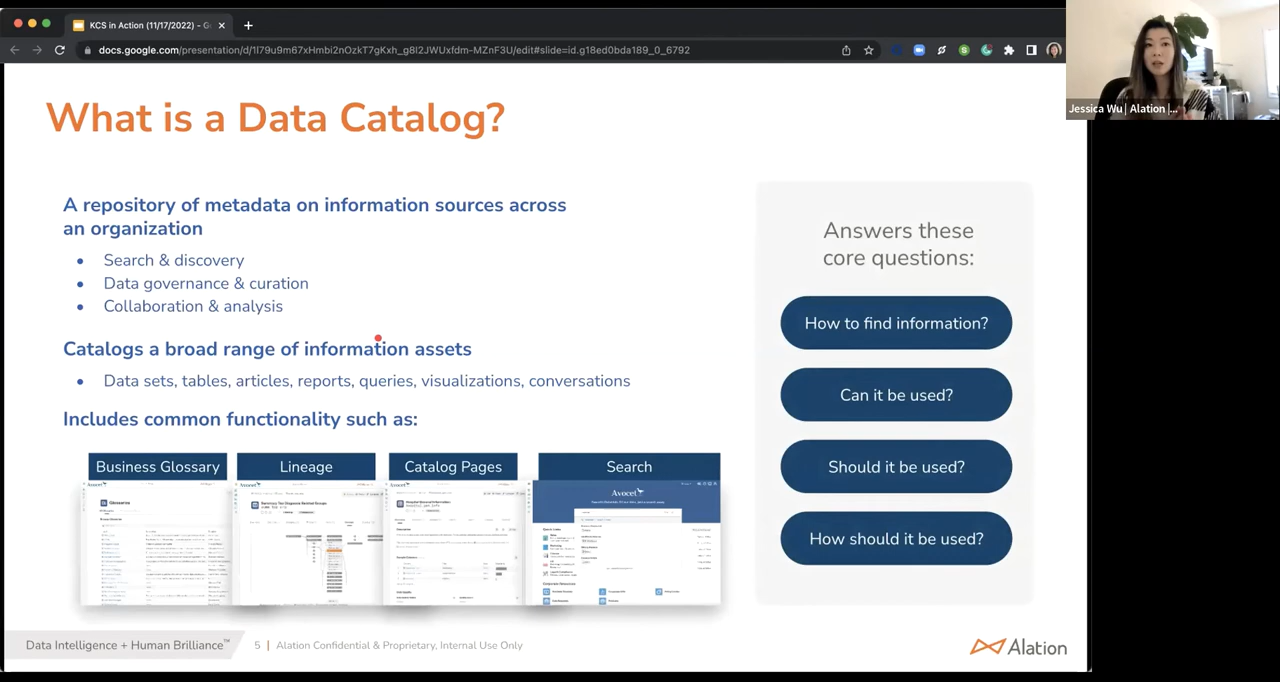 KCS in Action (11/17/2022) - G
docs.google.com/presentation/d/1l79u9m67xHmbi2nOzkT7gKxh_g8I2JWUxfdm-MZnF3U/edit#slide=id.g18ed0bda189_0_6792
Jessica Wu | Alation |...
What is a Data Catalog?
A repository of metadata on information sources across
an organization
• Search & discovery
• Data governance & curation
• Collaboration & analysis
Catalogs a broad range of information assets
• Data sets, tables, articles, reports, queries, visualizations, conversations
Includes common functionality such as:
Business Glossary
Lineage
Catalog Pages
Search
Avocet
Avocet
Avocet
Avocet
Glossaries
Answers these
core questions:
How to find information?
Can it be used?
Should it be used?
How should it be used?
Data Intelligence + Human Brilliance™
5 | Alation Confidential & Proprietary, Internal Use Only
Alation